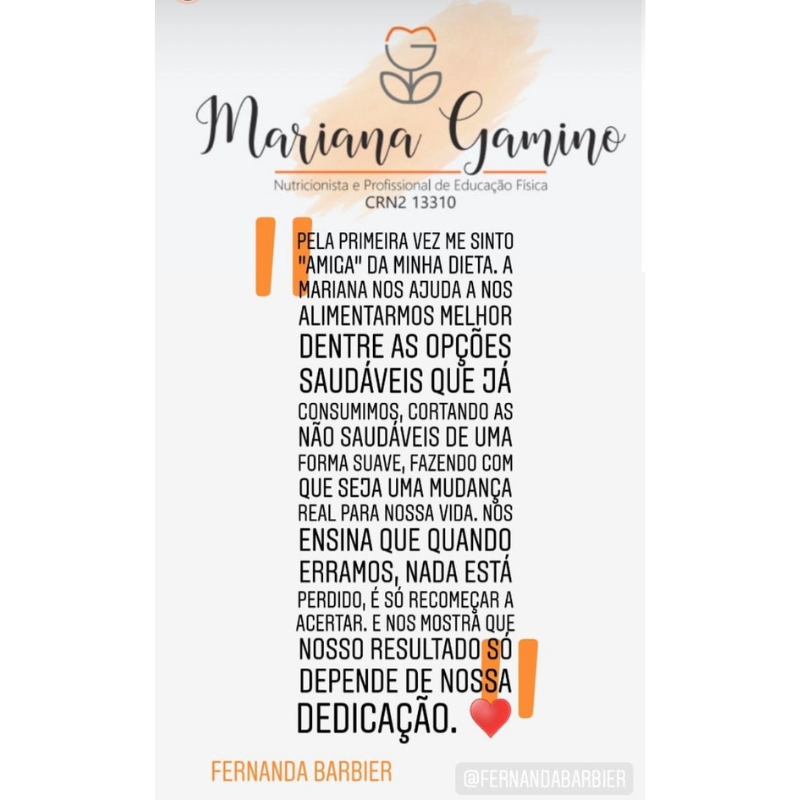 G
Mariana Gamino
Nutricionista e Profissional de Educação Física
CRN2 13310
"
PELA PRIMEIRA VEZ ME SINTO
"AMIGA" DA MINHA DIETA. A
MARIANA NOS AJUDA A NOS
ALIMENTARMOS MELHOR
DENTRE AS OPÇÕES
SAUDÁVEIS QUE JÁ
CONSUMIMOS, CORTANDO AS
NÃO SAUDÁVEIS DE UMA
FORMA SUAVE, FAZENDO COM
QUE SEJA UMA MUDANÇA
REAL PARA NOSSA VIDA. NOS
ENSINA QUE QUANDO
ERRAMOS, NADA ESTÁ
PERDIDO, É SÓ RECOMEÇAR A
ACERTAR. E NOS MOSTRA QUE
NOSSO RESULTADO SÓ
DEPENDE DE NOSSA
DEDICAÇÃO. ❤️
"
FERNANDA BARBIER
@FERNANDABARBIER